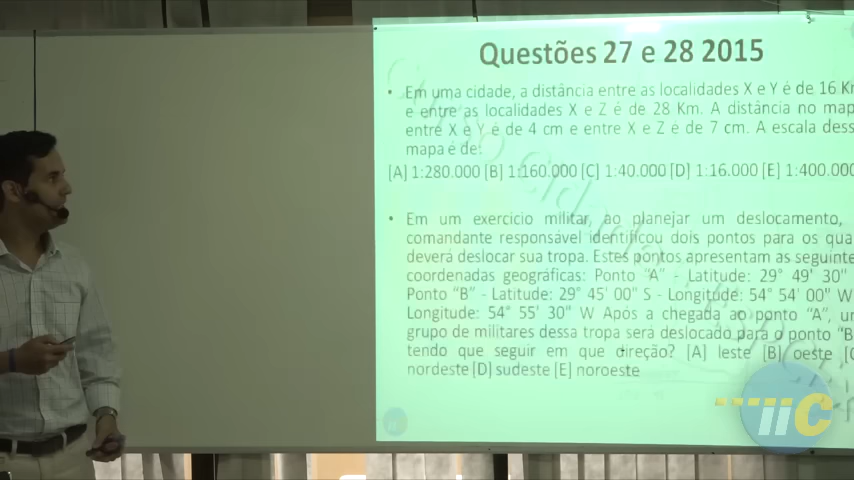 Questões 27 e 28 2015
• Em uma cidade, a distância entre as localidades X e Y é de 16 K
e entre as localidades X e Z é de 28 Km. A distância no map
entre X e Y é de 4 cm e entre X e Z é de 7 cm. A escala dess
mapa é de:
[A] 1:280.000 [B] 1:160.000 [C] 1:40.000 [D] 1:16.000 [E] 1:400.000
• Em um exercicio militar, ao planejar um deslocamento,
comandante responsável identificou dois pontos para os qua
deverá deslocar sua tropa. Estes pontos apresentam as seguinte
coordenadas geográficas: Ponto “A” - Latitude: 29° 49' 30"
Ponto “B” - Latitude: 29° 45' 00" S - Longitude: 54° 54' 00" W
Longitude: 54° 55' 30" W Após a chegada ao ponto “A”, u
grupo de militares dessa tropa será deslocado para o ponto “B
tendo que seguir em que direção? [A] leste [B] oeste [C
nordeste [D] sudeste [E] noroeste
iiC